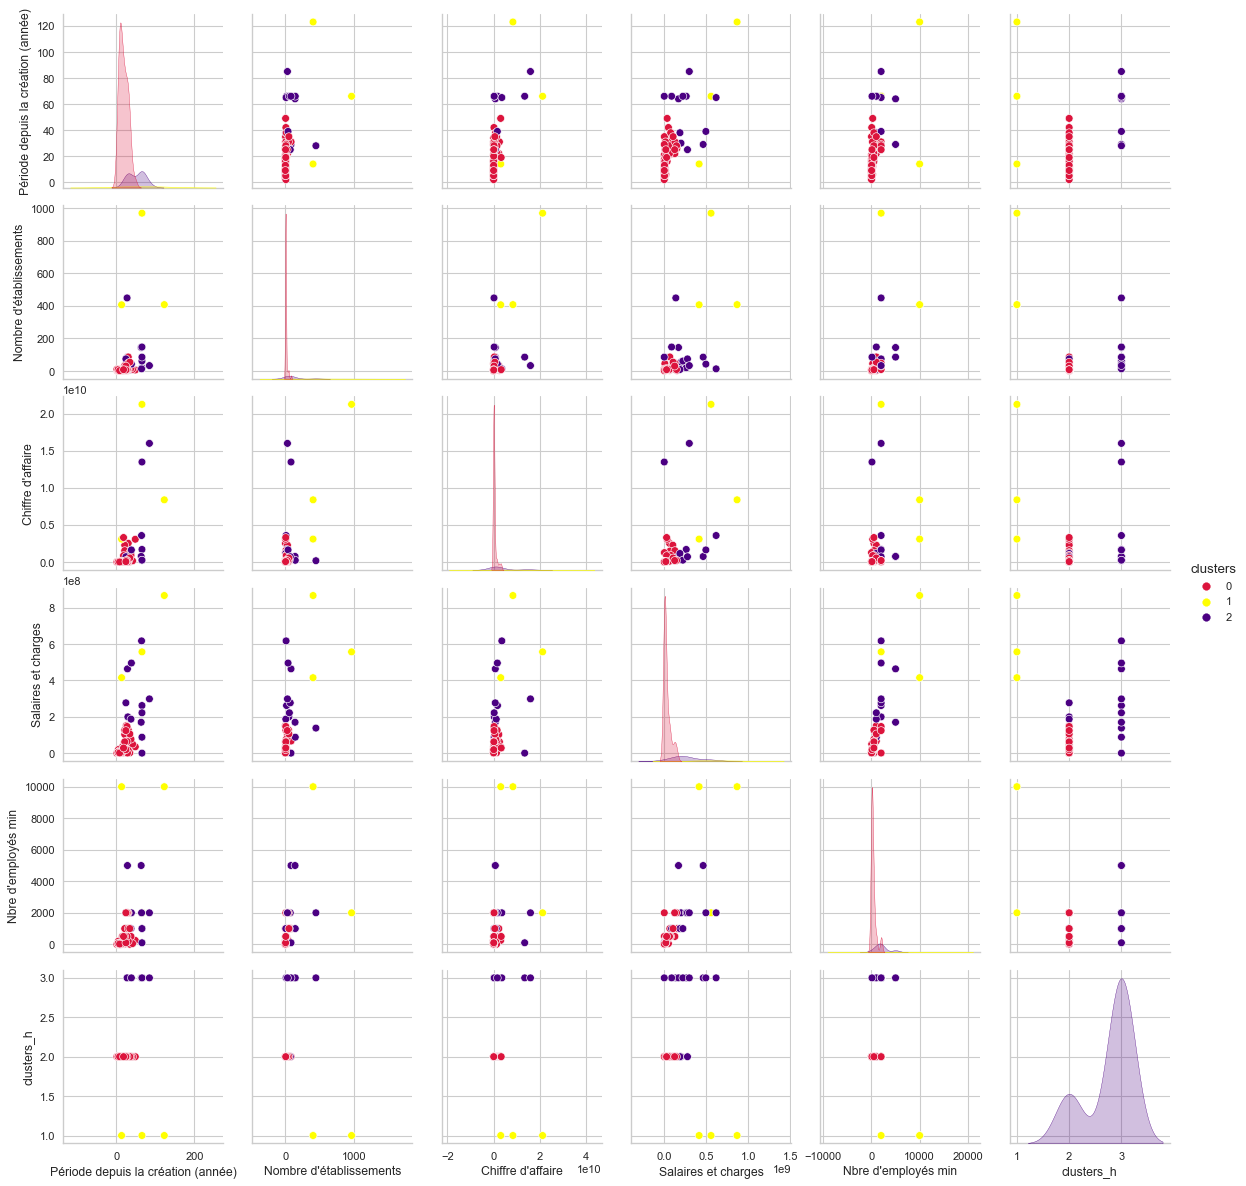 120
100
80
60
40
20
0
Période depuis la création (année)
1000
800
600
400
200
0
Nombre d'établissements
1e10
2.0
1.5
1.0
0.5
0.0
Chiffre d'affaire
1e8
8
6
4
2
0
Salaires et charges
clusters
0
1
2
10000
8000
6000
4000
2000
0
Nbre d'employés min
3.0
2.5
2.0
1.5
1.0
clusters_h
0 200
Période depuis la création (année)
0 1000
Nombre d'établissements
−2 0 2 4
1e10
Chiffre d'affaire
0.0 0.5 1.0 1.5
1e9
Salaires et charges
−10000 0 10000 20000
Nbre d'employés min
1 2 3
clusters_h